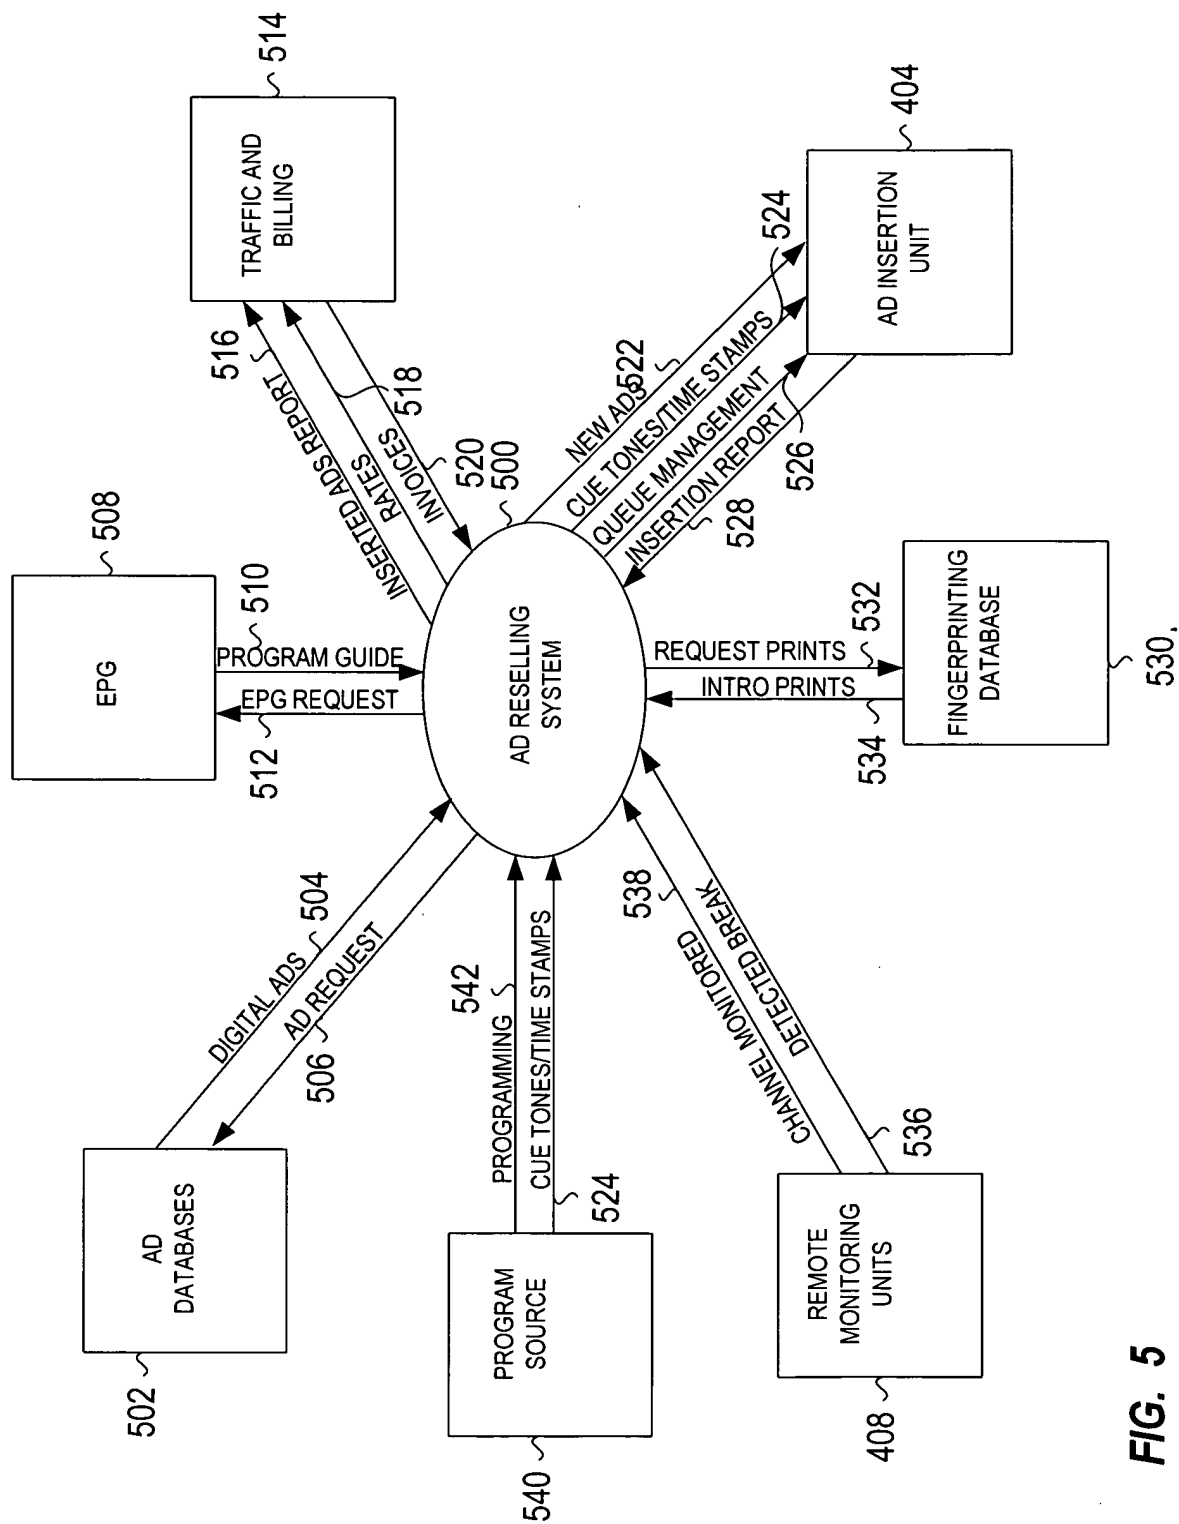 502
AD
DATABASES
DIGITAL ADS
504
AD REQUEST
506
EPG
508
PROGRAM GUIDE
510
EPG REQUEST
512
TRAFFIC AND
BILLING
514
INSERTED ADS REPORT
516
RATES
518
INVOICES
520
500
AD RESELLING
SYSTEM
540
PROGRAM
SOURCE
PROGRAMMING
542
CUE TONES/TIME STAMPS
524
NEW ADS
522
CUE TONES/TIME STAMPS
524
QUEUE MANAGEMENT
526
INSERTION REPORT
528
AD INSERTION
UNIT
404
REMOTE
MONITORING
UNITS
408
CHANNEL MONITORED
538
DETECTED BREAK
536
REQUEST PRINTS
532
INTRO PRINTS
534
FINGERPRINTING
DATABASE
530
FIG. 5